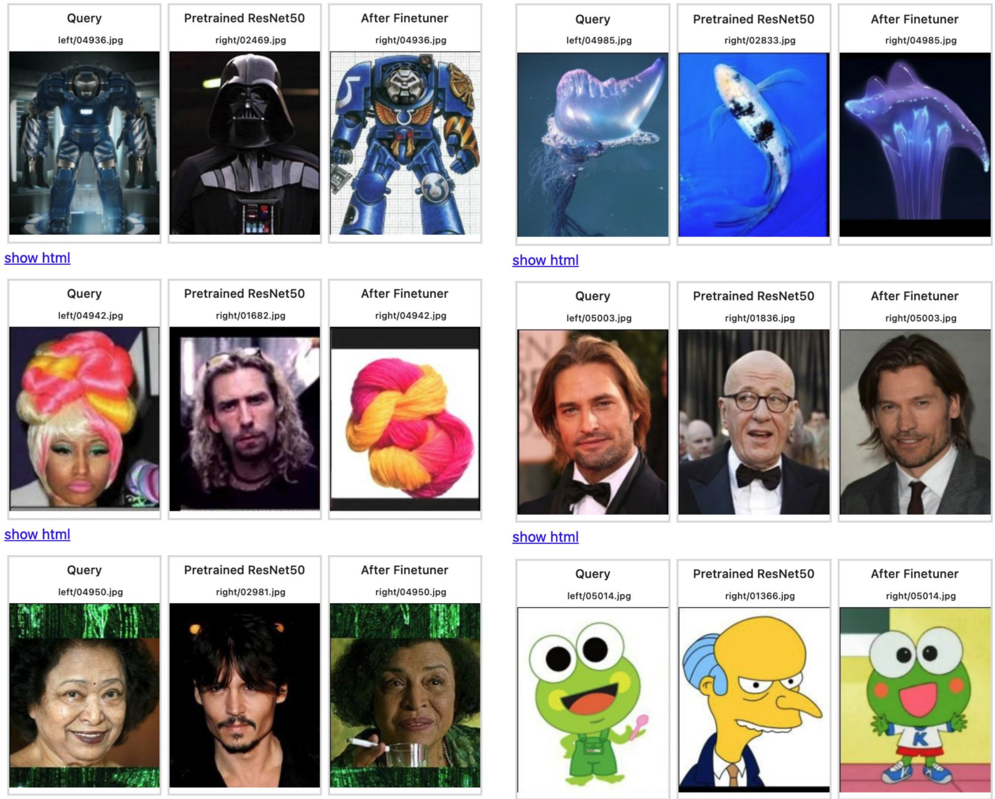 Query
left/04936.jpg
Pretrained ResNet50
right/02469.jpg
After Finetuner
right/04936.jpg
show html
Query
left/04942.jpg
Pretrained ResNet50
right/01682.jpg
After Finetuner
right/04942.jpg
show html
Query
left/04950.jpg
Pretrained ResNet50
right/02981.jpg
After Finetuner
right/04950.jpg
Query
left/04985.jpg
Pretrained ResNet50
right/02833.jpg
After Finetuner
right/04985.jpg
show html
Query
left/05003.jpg
Pretrained ResNet50
right/01836.jpg
After Finetuner
right/05003.jpg
show html
Query
left/05014.jpg
Pretrained ResNet50
right/01366.jpg
After Finetuner
right/05014.jpg
K